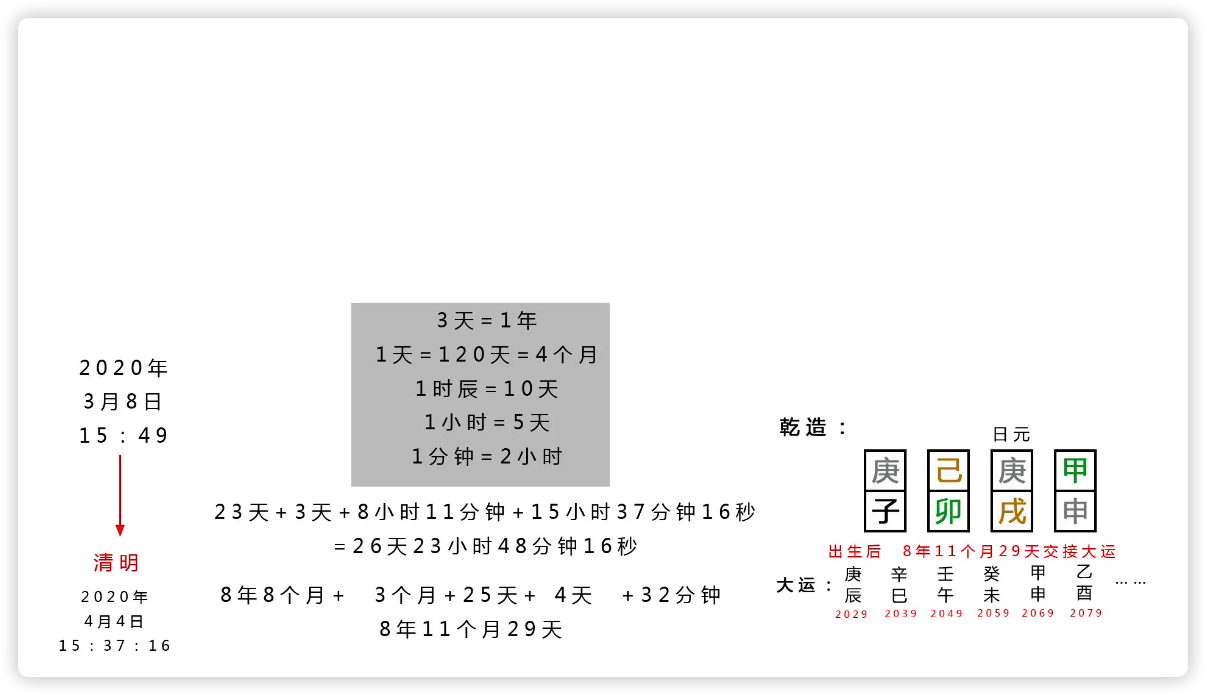 3天=1年
1天=120天=4个月
1时辰=10天
1小时=5天
1分钟=2小时
2020年
3月8日
15:49
清明
2020年
4月4日
15:37:16
23天+3天+8小时11分钟+15小时37分钟16秒
=26天23小时48分钟16秒
8年8个月+ 3个月+25天+ 4天 +32分钟
8年11个月29天
乾造:
日元
庚 己 庚 甲
子 卯 戌 申
出生后 8年11个月29天交接大运
大运:
庚 辛 壬 癸 甲 乙 ……
辰 巳 午 未 申 酉
2029 2039 2049 2059 2069 2079